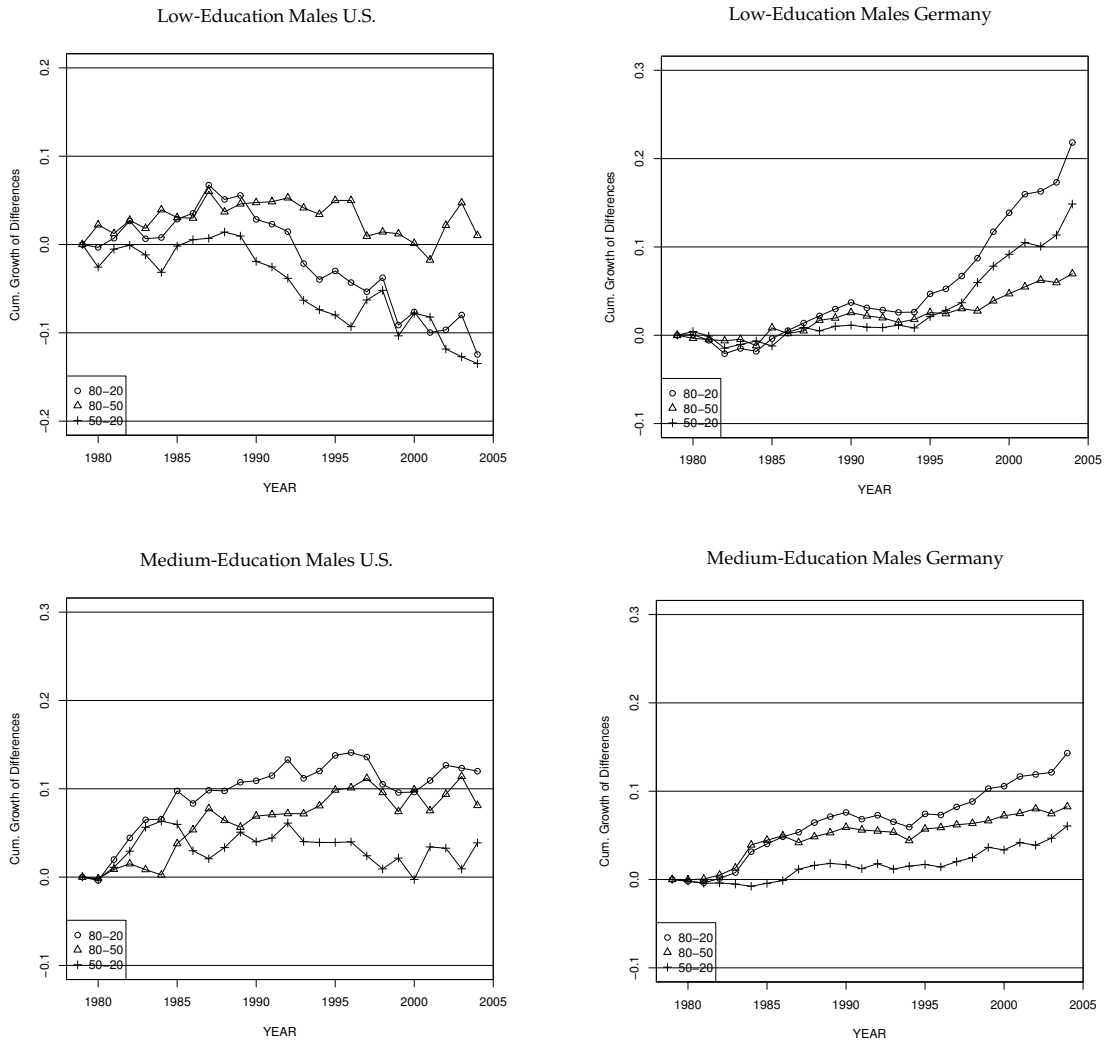 Low-Education Males U.S.
Cum. Growth of Differences
0.2
0.1
0.0
−0.1
−0.2
80−20
80−50
50−20
1980 1985 1990 1995 2000 2005
YEAR
Low-Education Males Germany
Cum. Growth of Differences
0.3
0.2
0.1
0.0
−0.1
80−20
80−50
50−20
1980 1985 1990 1995 2000 2005
YEAR
Medium-Education Males U.S.
Cum. Growth of Differences
0.3
0.2
0.1
0.0
−0.1
80−20
80−50
50−20
1980 1985 1990 1995 2000 2005
YEAR
Medium-Education Males Germany
Cum. Growth of Differences
0.3
0.2
0.1
0.0
−0.1
80−20
80−50
50−20
1980 1985 1990 1995 2000 2005
YEAR